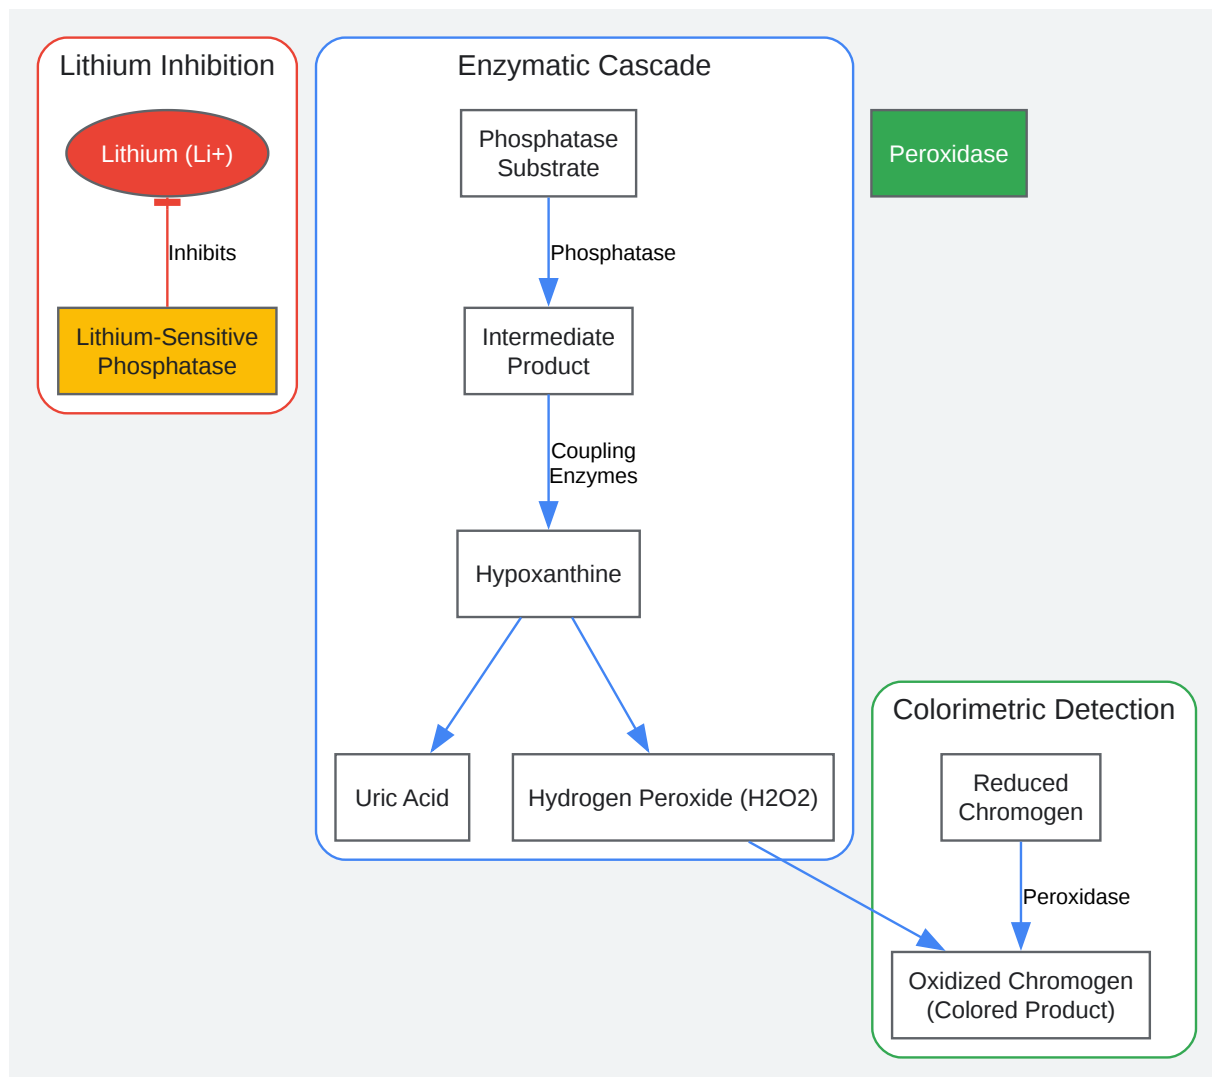 Lithium Inhibition
Lithium (Li+)
Inhibits
Lithium-Sensitive
Phosphatase
Enzymatic Cascade
Phosphatase
Substrate
Phosphatase
Intermediate
Product
Coupling
Enzymes
Hypoxanthine
Uric Acid
Hydrogen Peroxide (H2O2)
Peroxidase
Colorimetric Detection
Reduced
Chromogen
Peroxidase
Oxidized Chromogen
(Colored Product)